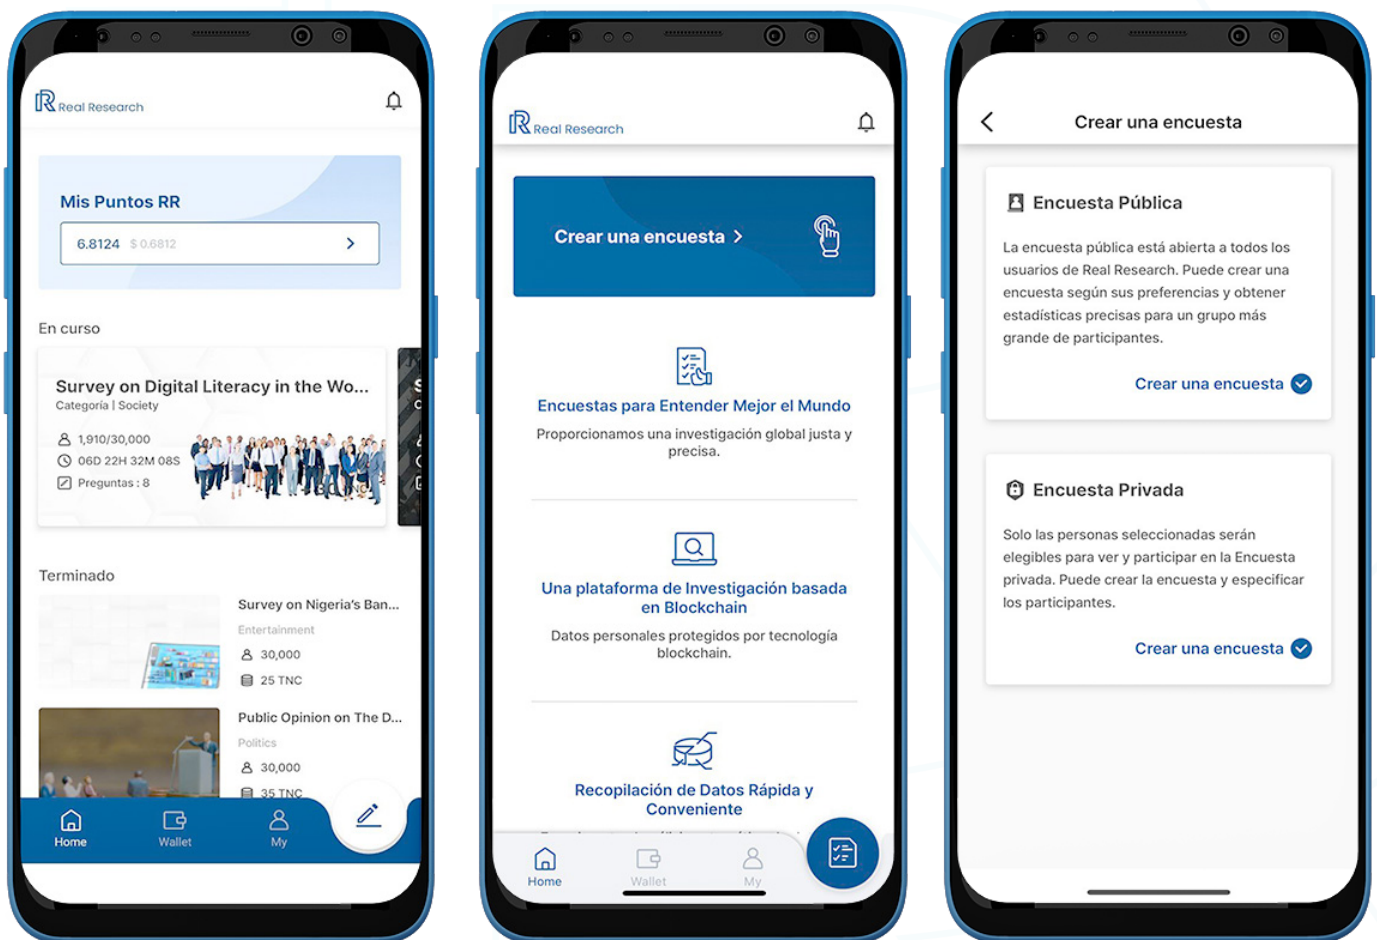 Real Research
Mis Puntos RR
6.8124 $ 0.6812
En curso
Survey on Digital Literacy in the Wo...
Categoría | Society
1,910/30,000
06D 22H 32M 08S
Preguntas : 8
Terminado
Survey on Nigeria's Ban...
Entertainment
30,000
25 TNC
Public Opinion on The D...
Politics
30,000
35 TNC
Home
Wallet
My
Real Research
Crear una encuesta >
Encuestas para Entender Mejor el Mundo
Proporcionamos una investigación global justa y
precisa.
Una plataforma de Investigación basada
en Blockchain
Datos personales protegidos por tecnología
blockchain.
Recopilación de Datos Rápida y
Conveniente
Home
Wallet
My
Crear una encuesta
Encuesta Pública
La encuesta pública está abierta a todos los
usuarios de Real Research. Puede crear una
encuesta según sus preferencias y obtener
estadísticas precisas para un grupo más
grande de participantes.
Crear una encuesta
Encuesta Privada
Solo las personas seleccionadas serán
elegibles para ver y participar en la Encuesta
privada. Puede crear la encuesta y especificar
los participantes.
Crear una encuesta